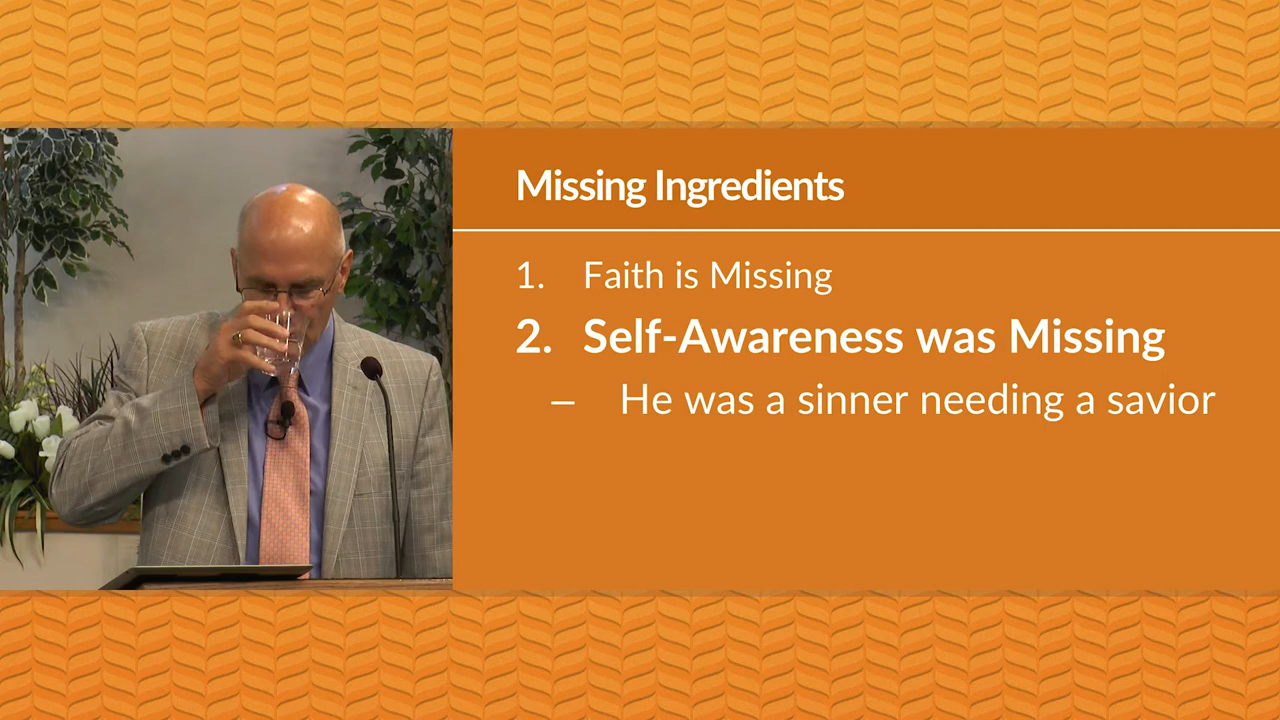 Missing Ingredients
1. Faith is Missing
2. Self-Awareness was Missing
– He was a sinner needing a savior